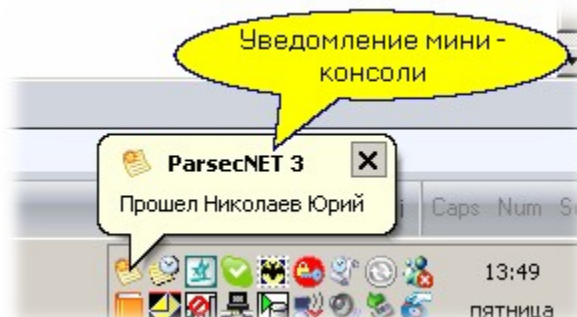 Уведомление мини-
консоли
ParsecNET 3
Прошел Николаев Юрий
Caps Num
13:49
пятница